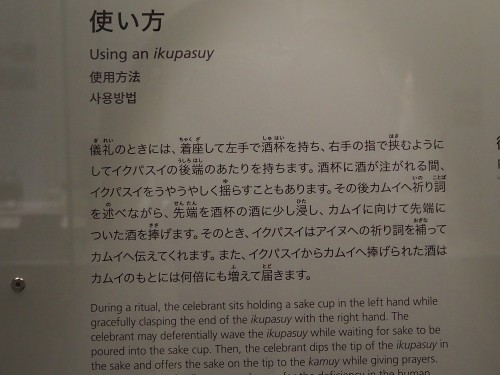 使い方
Using an ikupasuy
使用方法
사용방법
儀礼のときには、着座して左手で酒杯を持ち、右手の指で挟むように
してイクパスイの後端のあたりを持ちます。酒杯に酒が注がれる間、
イクパスイをうやうやしく揺らすこともあります。その後カムイへ祈り詞
を述べながら、先端を酒杯の酒に少し浸し、カムイに向けて先端に
ついた酒を捧げます。そのとき、イクパスイはアイヌへの祈り詞を補って
カムイへ伝えてくれます。また、イクパスイからカムイへ捧げられた酒は
カムイのもとには何倍にも増えて届きます。
During a ritual, the celebrant sits holding a sake cup in the left hand while
gracefully clasping the end of the ikupasuy with the right hand. The
celebrant may deferentially wave the ikupasuy while waiting for sake to be
poured into the sake cup. Then, the celebrant dips the tip of the ikupasuy in
the sake and offers the sake on the tip to the kamuy while giving prayers.
for the deficiency in the human